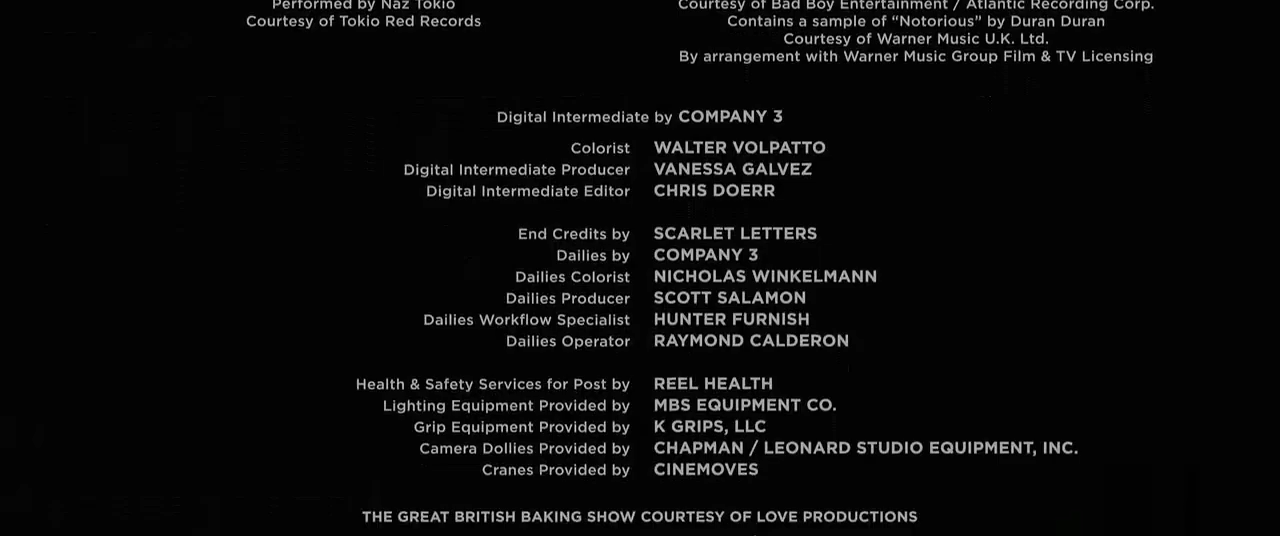 Performed by Naz Tokio
Courtesy of Tokio Red Records
Courtesy of Bad Boy Entertainment / Atlantic Recording Corp.
Contains a sample of “Notorious” by Duran Duran
Courtesy of Warner Music U.K. Ltd.
By arrangement with Warner Music Group Film & TV Licensing
Digital Intermediate by COMPANY 3
Colorist WALTER VOLPATTO
Digital Intermediate Producer VANESSA GALVEZ
Digital Intermediate Editor CHRIS DOERR
End Credits by SCARLET LETTERS
Dailies by COMPANY 3
Dailies Colorist NICHOLAS WINKELMANN
Dailies Producer SCOTT SALAMON
Dailies Workflow Specialist HUNTER FURNISH
Dailies Operator RAYMOND CALDERON
Health & Safety Services for Post by REEL HEALTH
Lighting Equipment Provided by MBS EQUIPMENT CO.
Grip Equipment Provided by K GRIPS, LLC
Camera Dollies Provided by CHAPMAN / LEONARD STUDIO EQUIPMENT, INC.
Cranes Provided by CINEMOVES
THE GREAT BRITISH BAKING SHOW COURTESY OF LOVE PRODUCTIONS